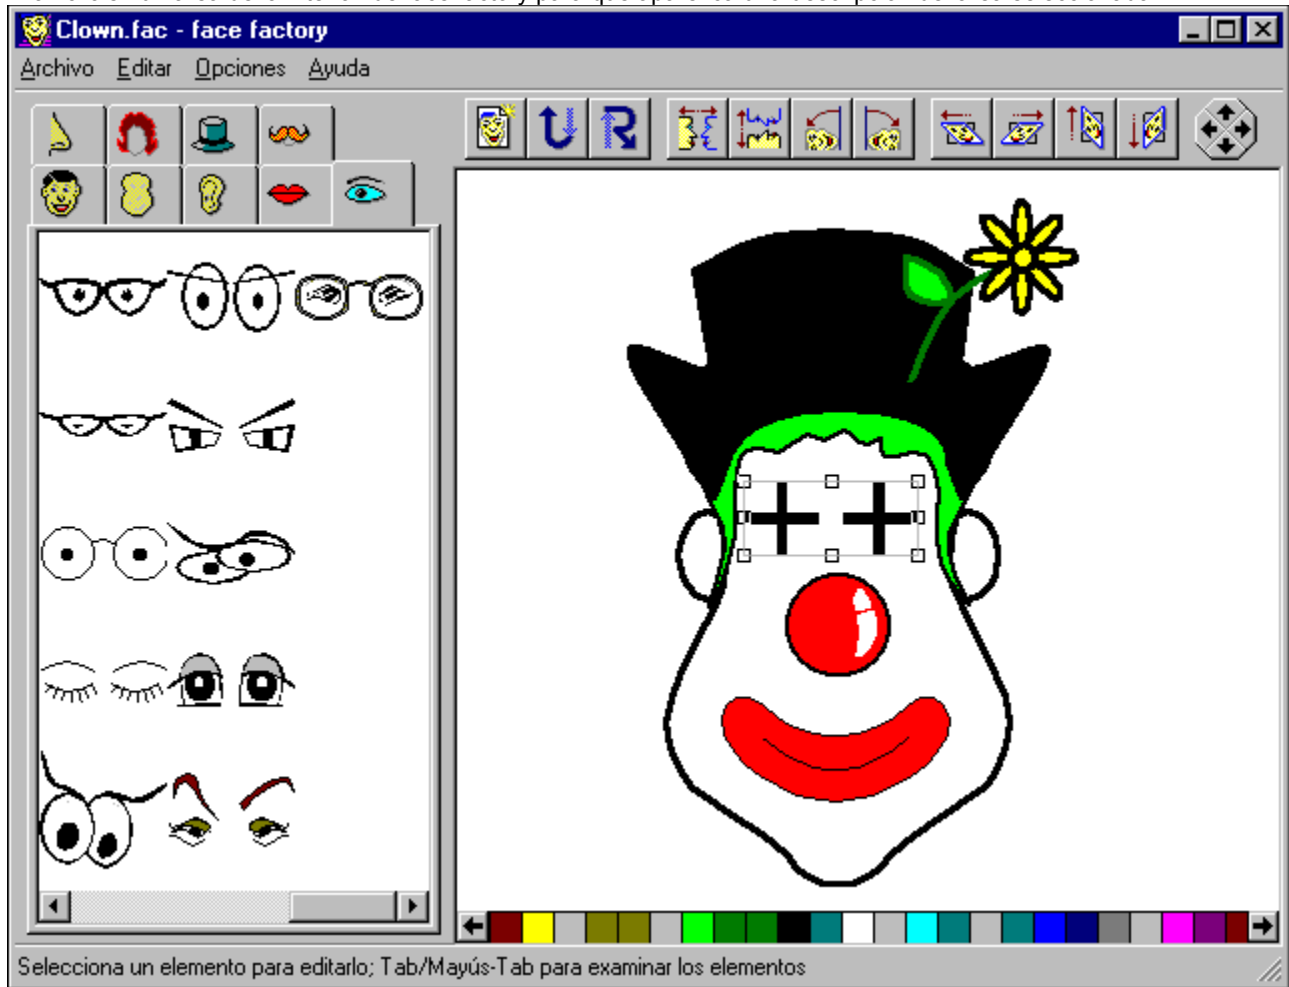 Clown.fac - face factory
Archivo Editar Opciones Ayuda
Selecciona un elemento para editarlo; Tab/Mayús-Tab para examinar los elementos